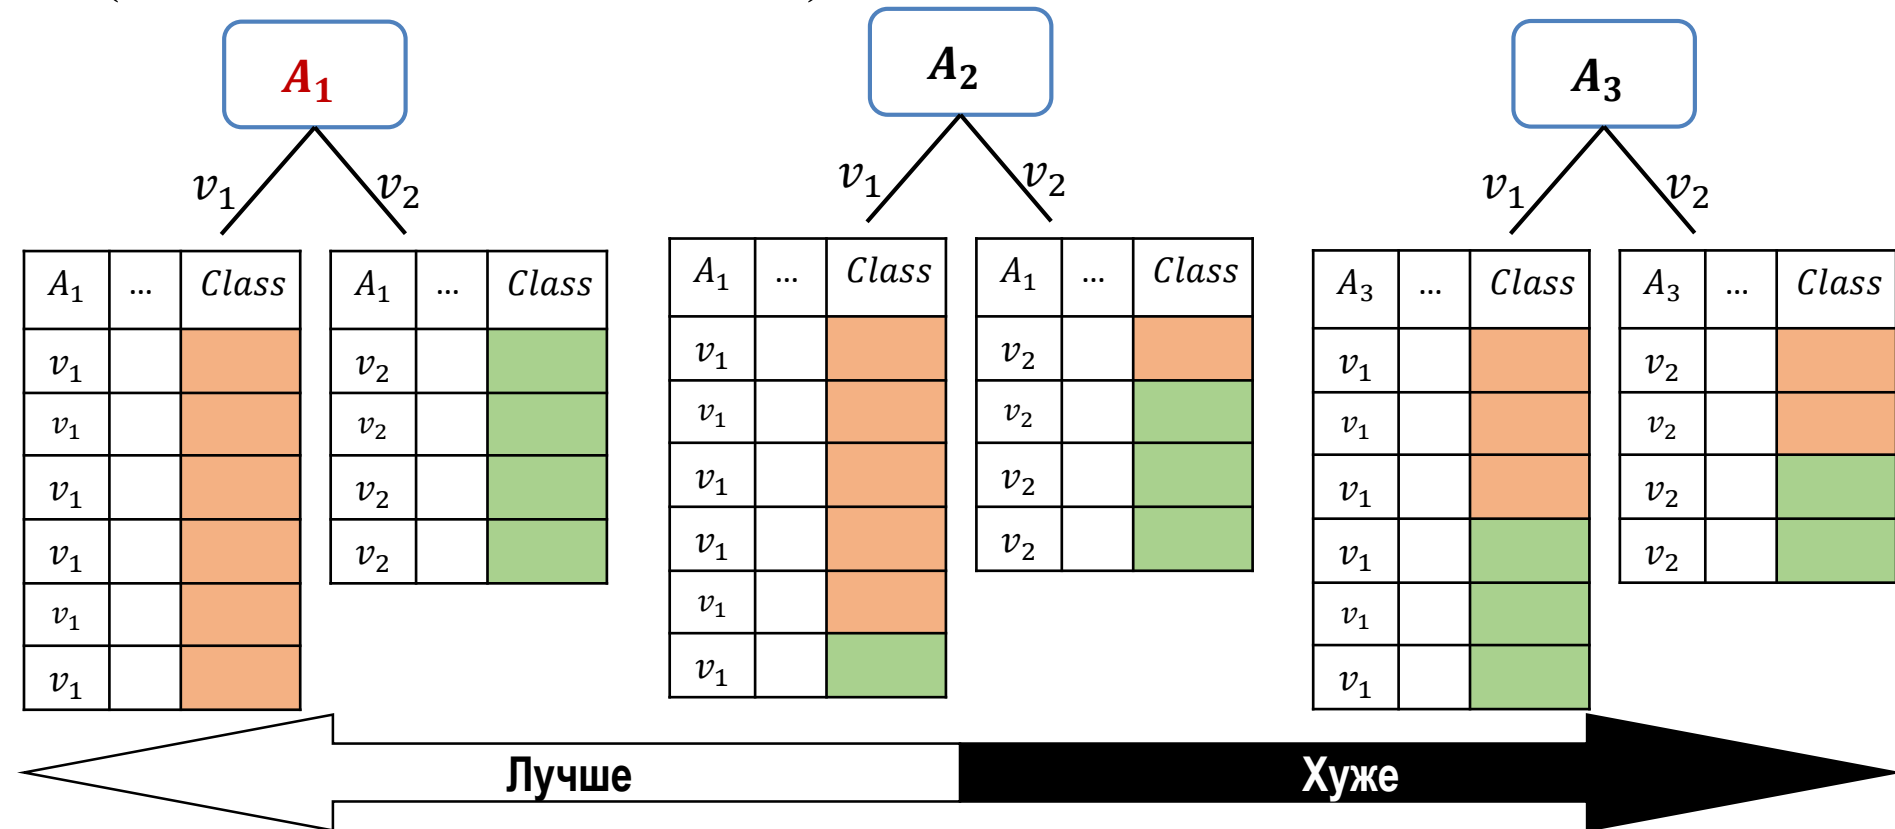 A₁
A₂
A₃
v₁ v₂
v₁ v₂
v₁ v₂
A₁ ... Class
v₁
v₁
v₁
v₁
v₁
v₁
A₁ ... Class
v₂
v₂
v₂
v₂
A₁ ... Class
v₁
v₁
v₁
v₁
v₁
v₁
A₁ ... Class
v₂
v₂
v₂
v₂
A₃ ... Class
v₁
v₁
v₁
v₁
v₁
v₁
A₃ ... Class
v₂
v₂
v₂
v₂
Лучше
Хуже